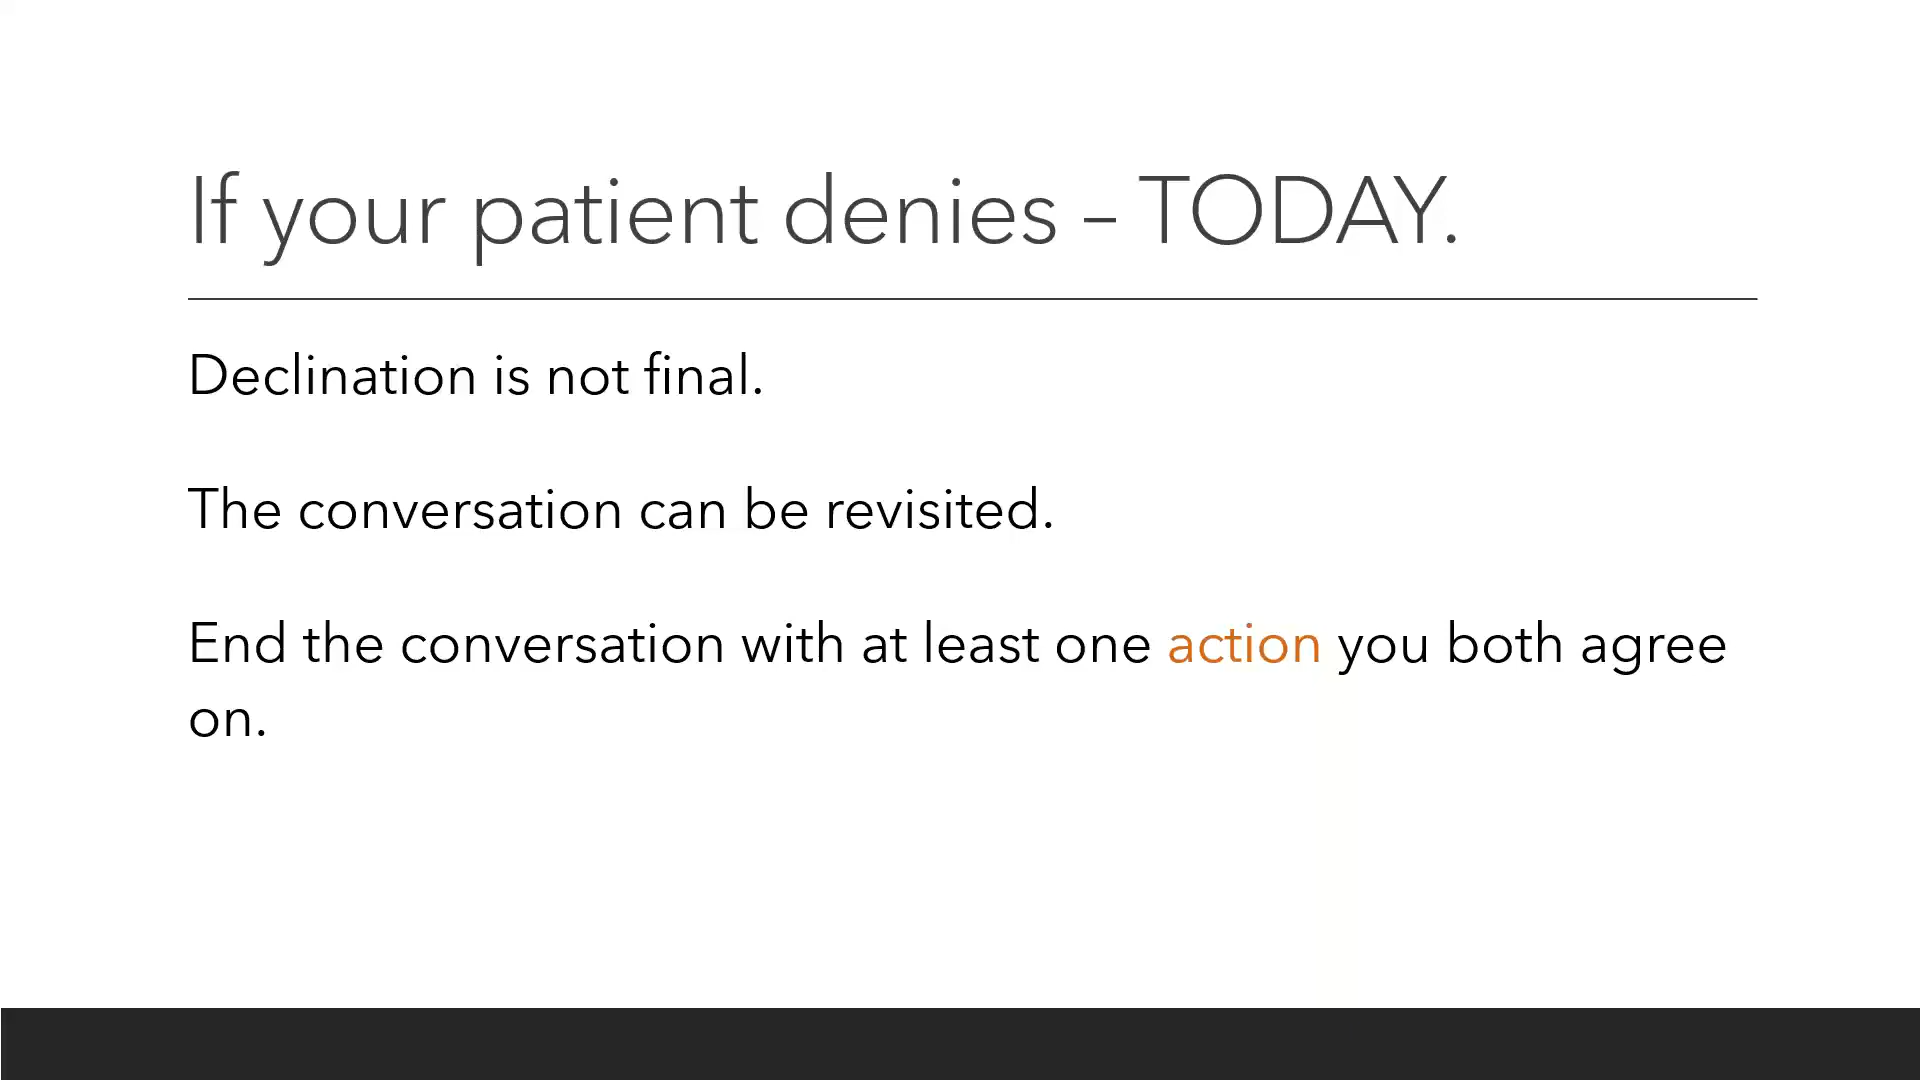 If your patient denies – TODAY.
Declination is not final.
The conversation can be revisited.
End the conversation with at least one action you both agree
on.